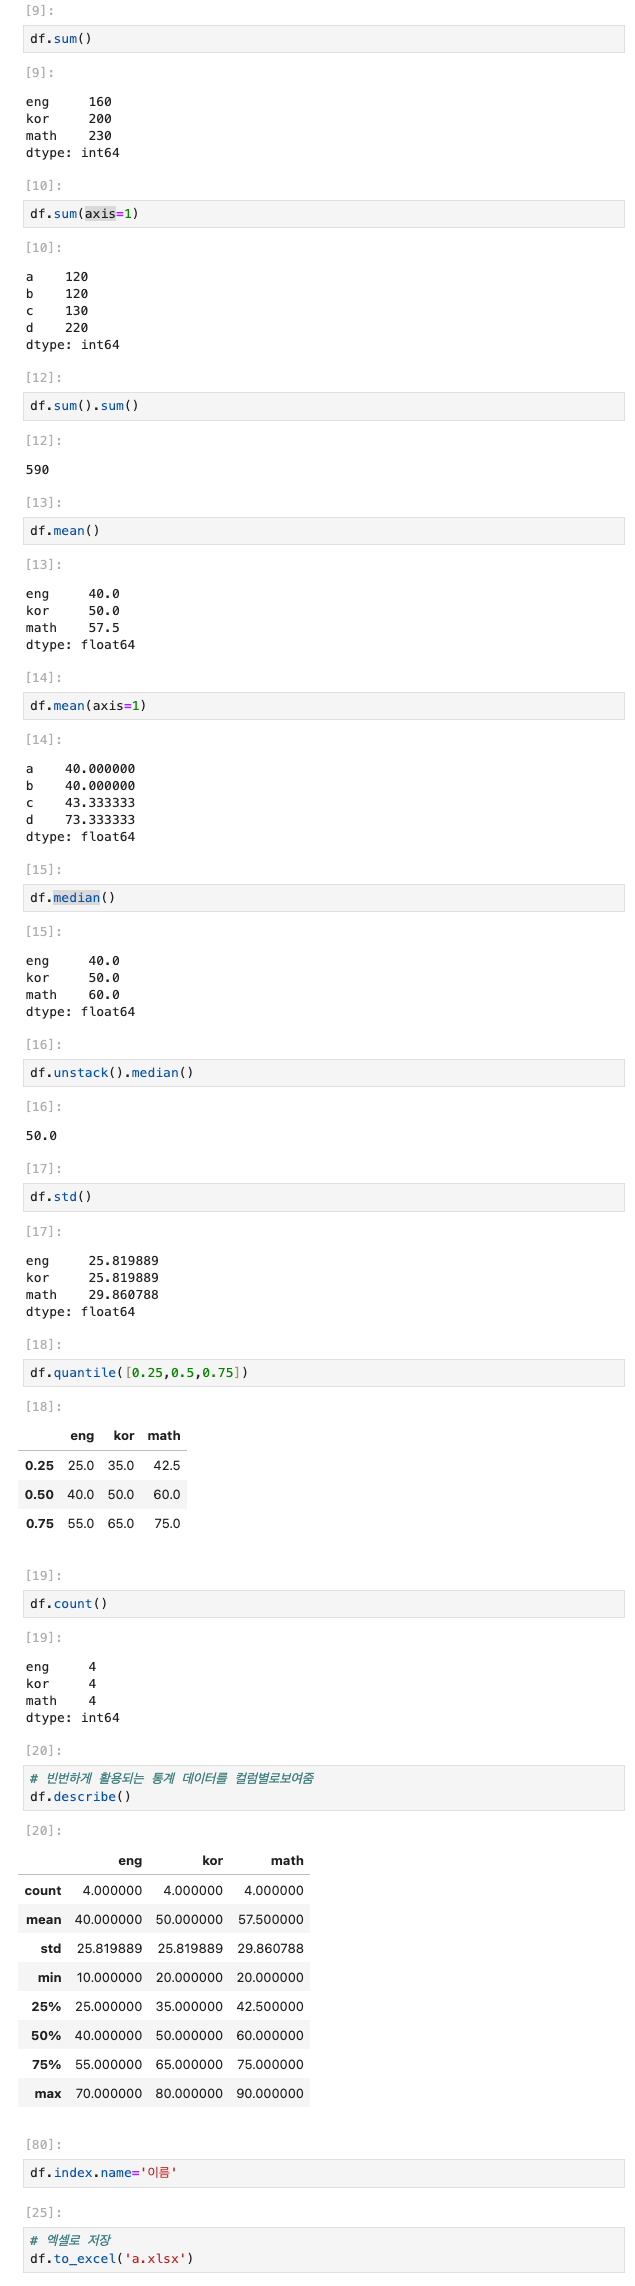 [9]:
df.sum()
[9]:
eng     160
kor     200
math    230
dtype: int64
[10]:
df.sum(axis=1)
[10]:
a    120
b    120
c    130
d    220
dtype: int64
[12]:
df.sum().sum()
[12]:
590
[13]:
df.mean()
[13]:
eng     40.0
kor     50.0
math    57.5
dtype: float64
[14]:
df.mean(axis=1)
[14]:
a    40.000000
b    40.000000
c    43.333333
d    73.333333
dtype: float64
[15]:
df.median()
[15]:
eng     40.0
kor     50.0
math    60.0
dtype: float64
[16]:
df.unstack().median()
[16]:
50.0
[17]:
df.std()
[17]:
eng     25.819889
kor     25.819889
math    29.860788
dtype: float64
[18]:
df.quantile([0.25,0.5,0.75])
[18]:
eng kor math
0.25 25.0 35.0 42.5
0.50 40.0 50.0 60.0
0.75 55.0 65.0 75.0
[19]:
df.count()
[19]:
eng     4
kor     4
math    4
dtype: int64
[20]:
# 빈번하게 활용되는 통계 데이터를 컬럼별로보여줌
df.describe()
[20]:
eng kor math
count 4.000000 4.000000 4.000000
mean 40.000000 50.000000 57.500000
std 25.819889 25.819889 29.860788
min 10.000000 20.000000 20.000000
25% 25.000000 35.000000 42.500000
50% 40.000000 50.000000 60.000000
75% 55.000000 65.000000 75.000000
max 70.000000 80.000000 90.000000
[80]:
df.index.name='이름'
[25]:
# 엑셀로 저장
df.to_excel('a.xlsx')